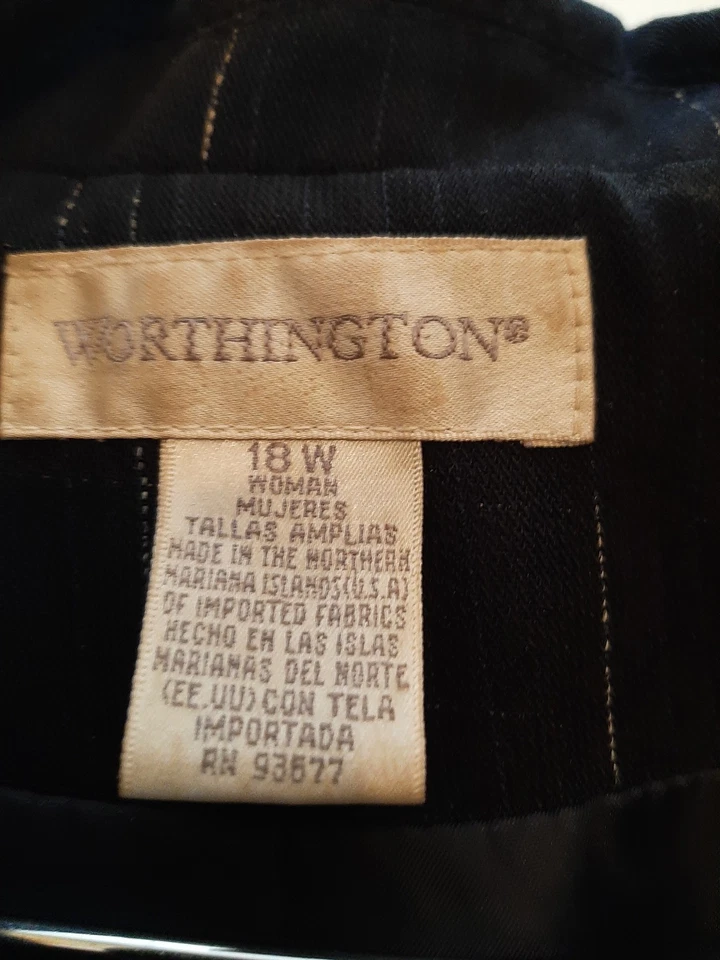 WORTHINGTON®
18 W
WOMAN
MUJERES
TALLAS AMPLIAS
MADE IN THE NORTHERN
MARIANA ISLANDS(U.S.A)
OF IMPORTED FABRICS
HECHO EN LAS ISLAS
MARIANAS DEL NORTE
(EE.UU) CON TELA
IMPORTADA
RN 93677